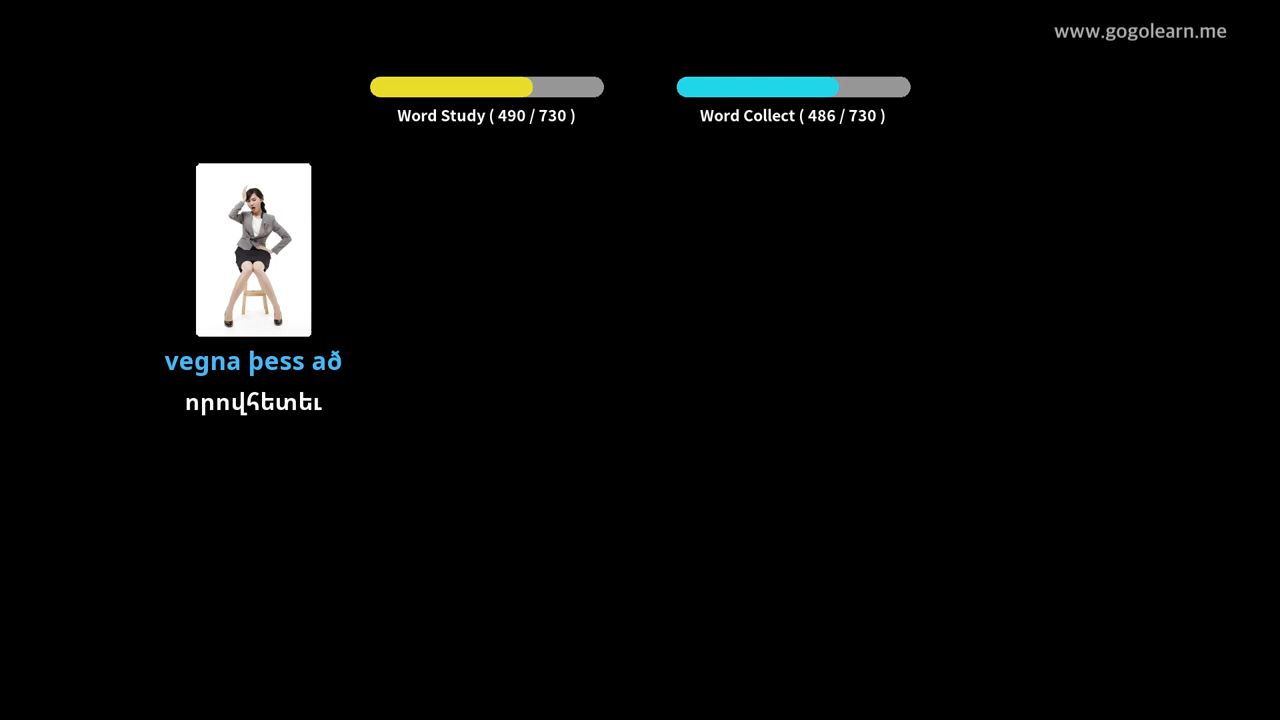 www.gogolearn.me
Word Study ( 490 / 730 )
Word Collect ( 486 / 730 )
vegna þess að
որովհետեւ